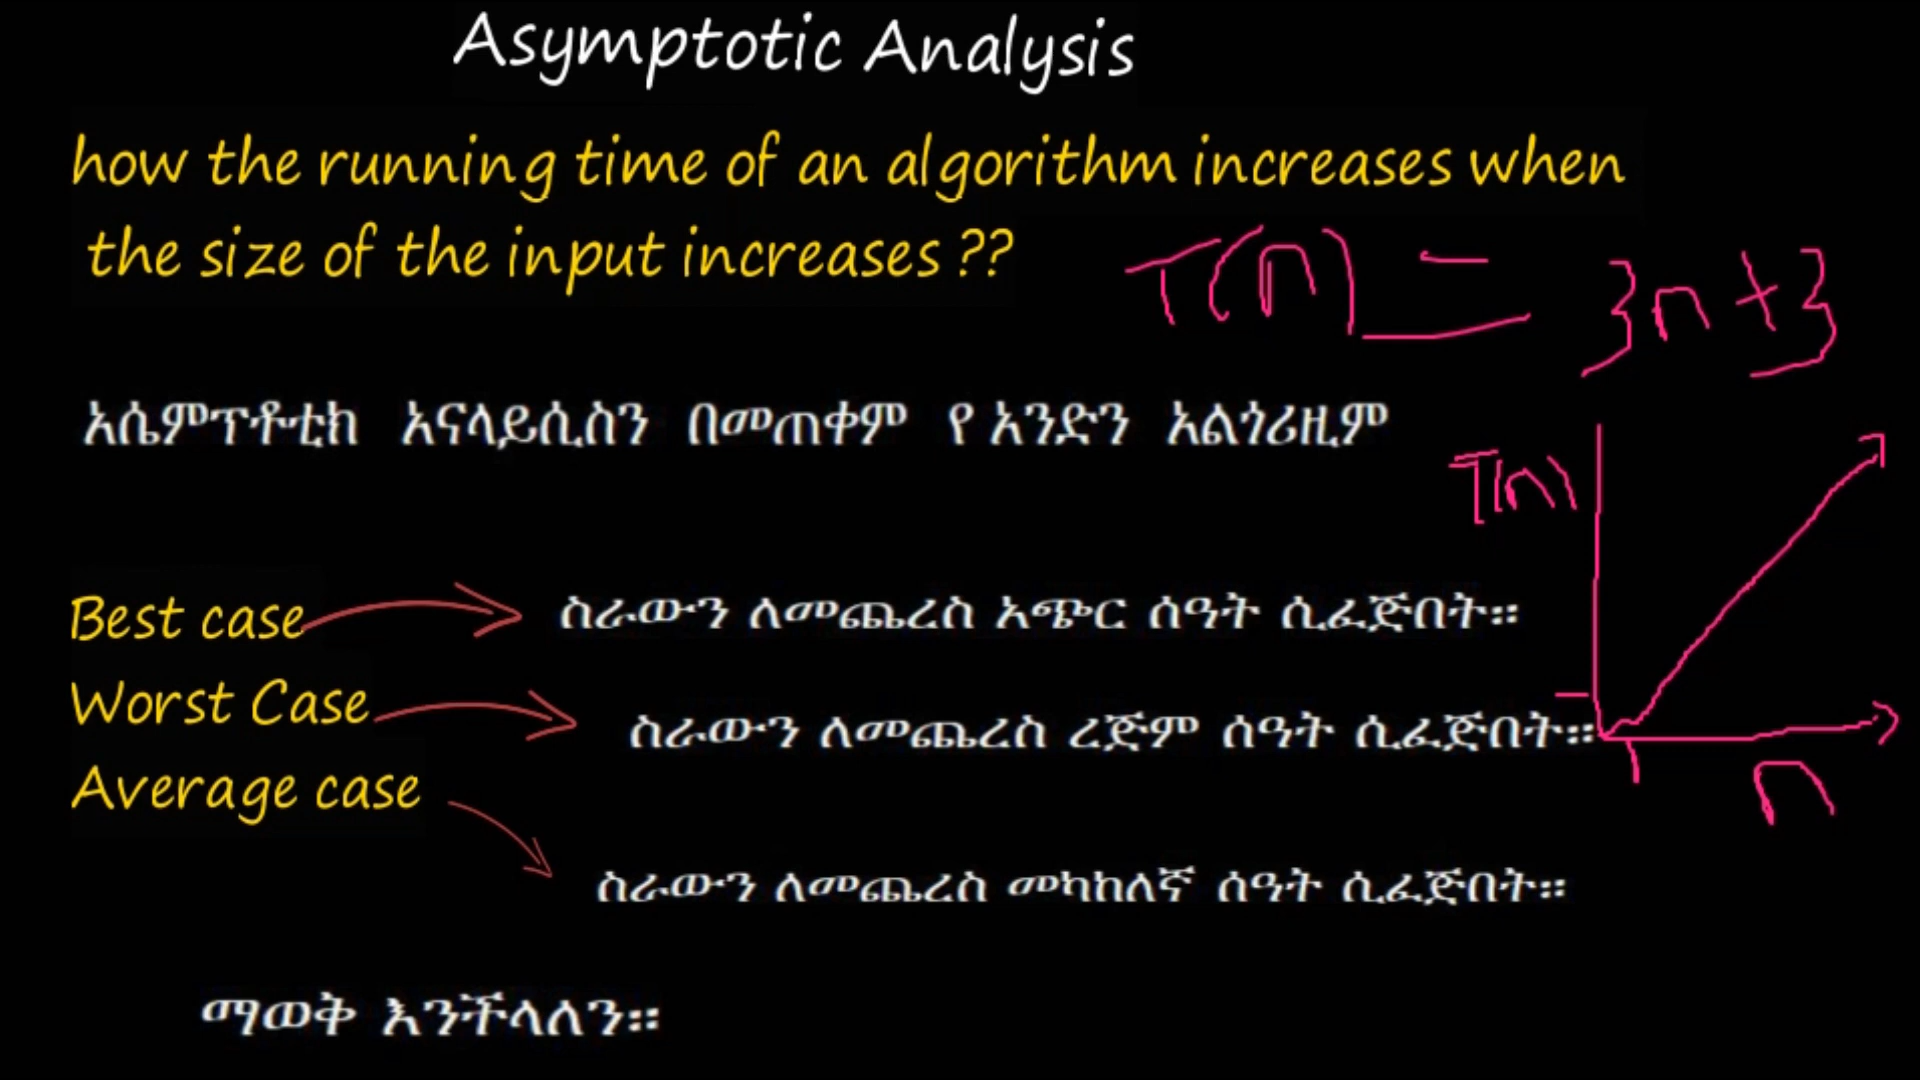 Asymptotic Analysis
how the running time of an algorithm increases when
the size of the input increases ??
T(n) = 3n+3
አሴምፕቶቲክ አናላይሲስን በመጠቀም የ አንድን አልጎሪዚም
T(n)
Best case ስራውን ለመጨረስ አጭር ሰዓት ሲፈጅበት።
Worst Case ስራውን ለመጨረስ ረጅም ሰዓት ሲፈጅበት።
1
n
Average case ስራውን ለመጨረስ መካከለኛ ሰዓት ሲፈጅበት።
ማወቅ እንችላለን።